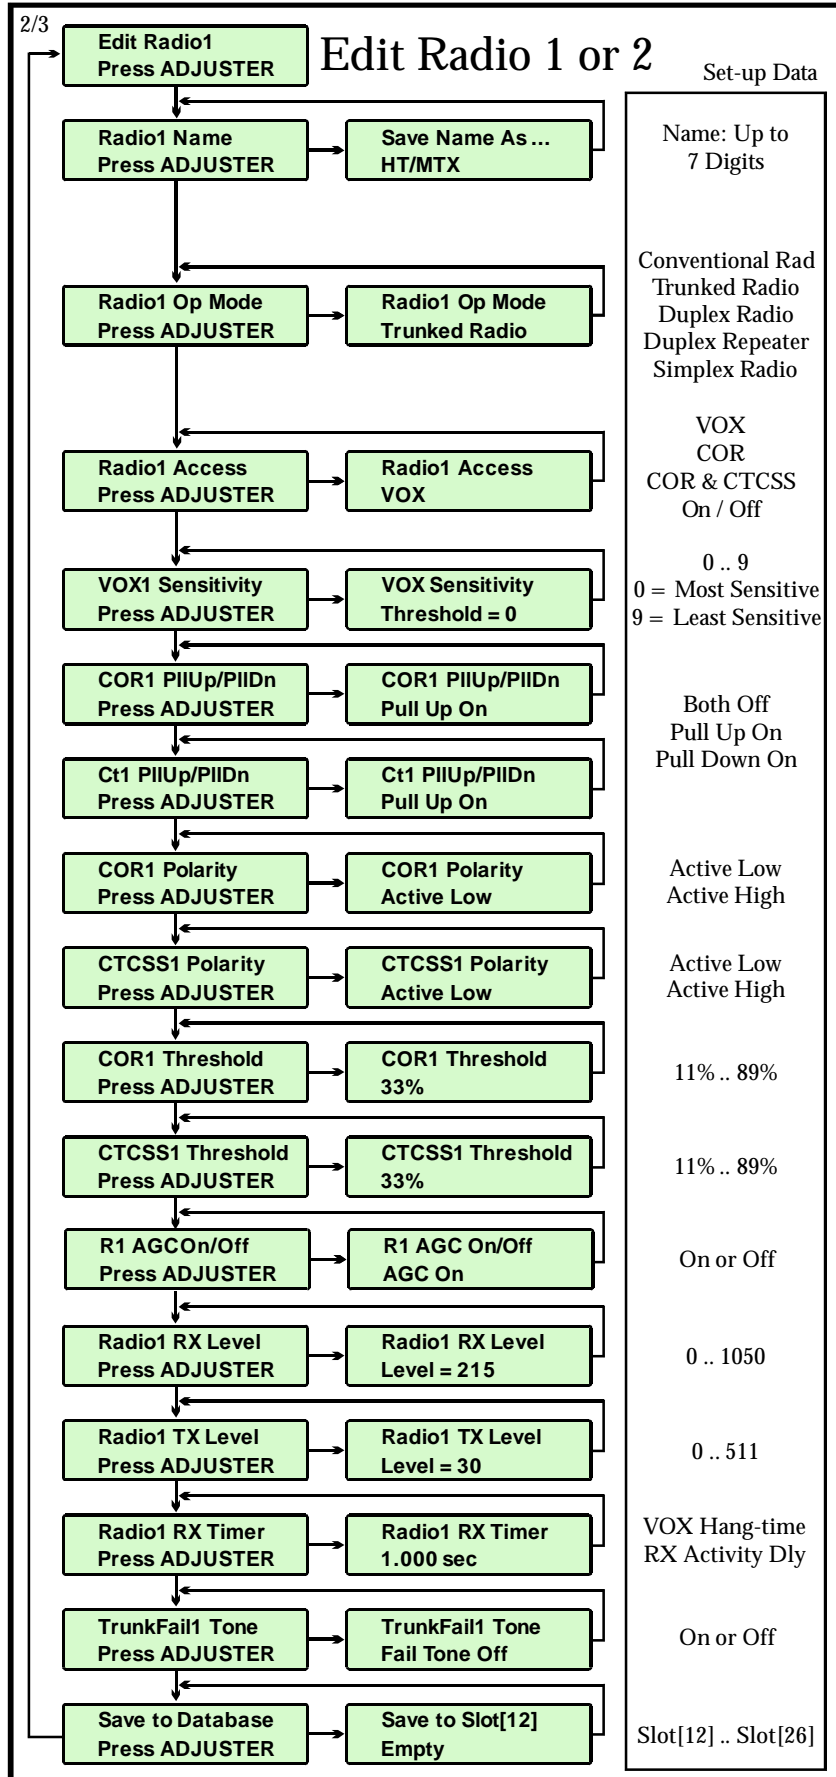 2/3
Edit Radio 1 or 2
Set-up Data
Edit Radio1
Press ADJUSTER
Radio1 Name
Press ADJUSTER
Save Name As ...
HT/MTX
Name: Up to
7 Digits
Radio1 Op Mode
Press ADJUSTER
Radio1 Op Mode
Trunked Radio
Conventional Rad
Trunked Radio
Duplex Radio
Duplex Repeater
Simplex Radio
Radio1 Access
Press ADJUSTER
Radio1 Access
VOX
VOX
COR
COR & CTCSS
On / Off
VOX1 Sensitivity
Press ADJUSTER
VOX Sensitivity
Threshold = 0
0 .. 9
0 = Most Sensitive
9 = Least Sensitive
COR1 PllUp/PllDn
Press ADJUSTER
COR1 PllUp/PllDn
Pull Up On
Ct1 PllUp/PllDn
Press ADJUSTER
Ct1 PllUp/PllDn
Pull Up On
Both Off
Pull Up On
Pull Down On
COR1 Polarity
Press ADJUSTER
COR1 Polarity
Active Low
Active Low
Active High
CTCSS1 Polarity
Press ADJUSTER
CTCSS1 Polarity
Active Low
Active Low
Active High
COR1 Threshold
Press ADJUSTER
COR1 Threshold
33%
11% .. 89%
CTCSS1 Threshold
Press ADJUSTER
CTCSS1 Threshold
33%
11% .. 89%
R1 AGCOn/Off
Press ADJUSTER
R1 AGC On/Off
AGC On
On or Off
Radio1 RX Level
Press ADJUSTER
Radio1 RX Level
Level = 215
0 .. 1050
Radio1 TX Level
Press ADJUSTER
Radio1 TX Level
Level = 30
0 .. 511
Radio1 RX Timer
Press ADJUSTER
Radio1 RX Timer
1.000 sec
VOX Hang-time
RX Activity Dly
TrunkFail1 Tone
Press ADJUSTER
TrunkFail1 Tone
Fail Tone Off
On or Off
Save to Database
Press ADJUSTER
Save to Slot[12]
Empty
Slot[12] .. Slot[26]